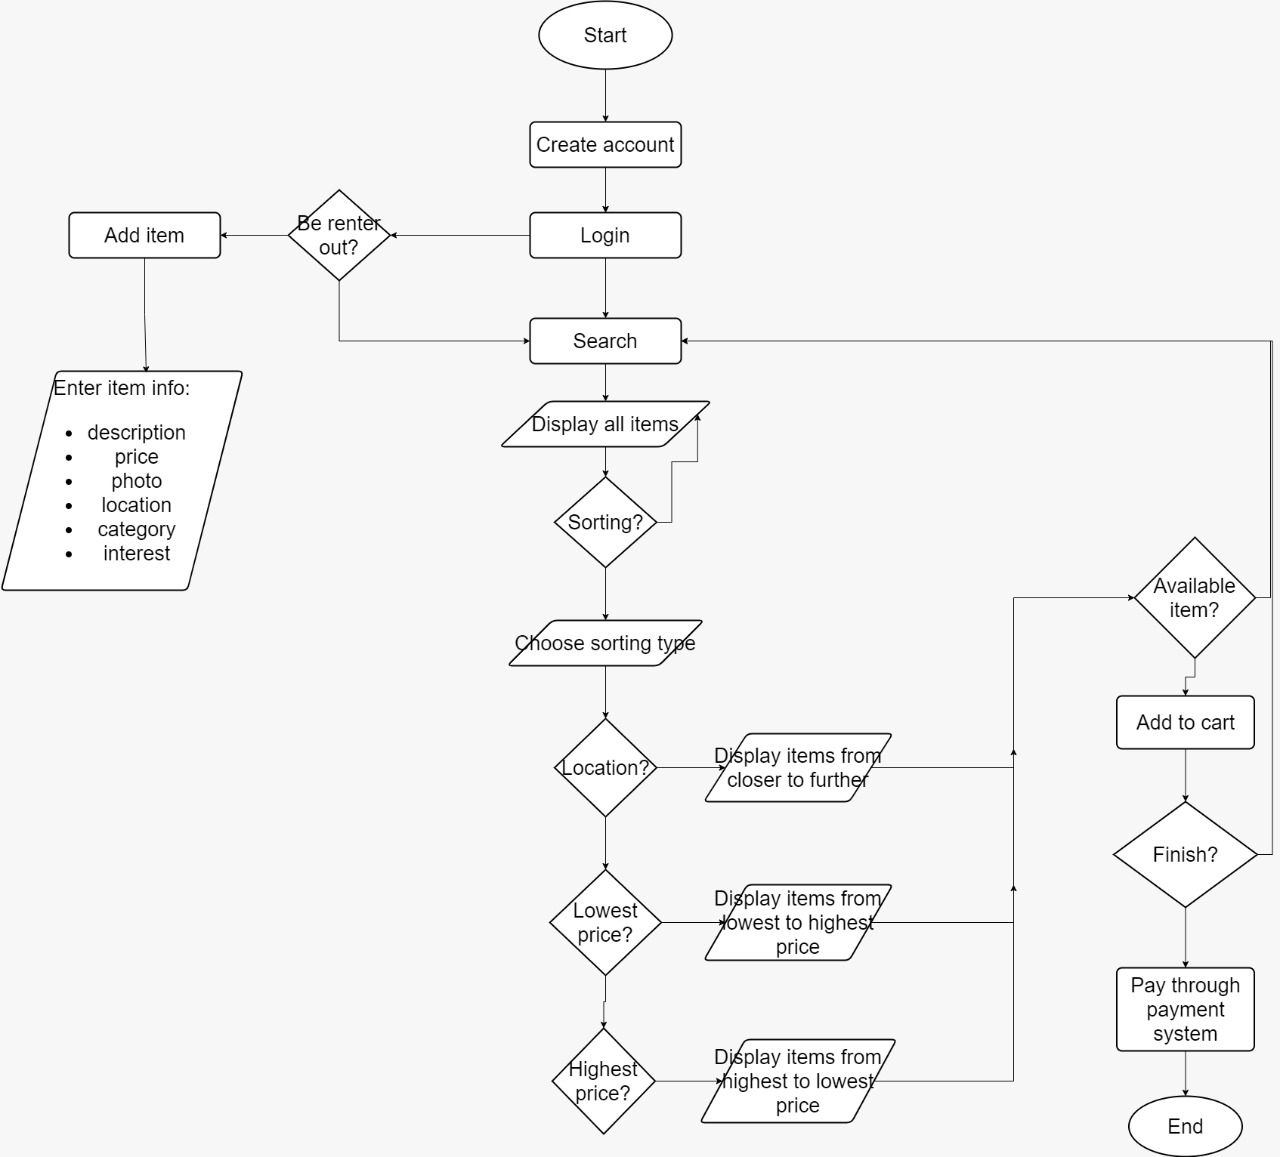 Start
Create account
Login
Be renter
out?
Add item
Search
Enter item info:
description
price
photo
location
category
interest
Display all items
Sorting?
Choose sorting type
Location?
Display items from
closer to further
Lowest
price?
Display items from
lowest to highest
price
Highest
price?
Display items from
highest to lowest
price
Available
item?
Add to cart
Finish?
Pay through
payment
system
End